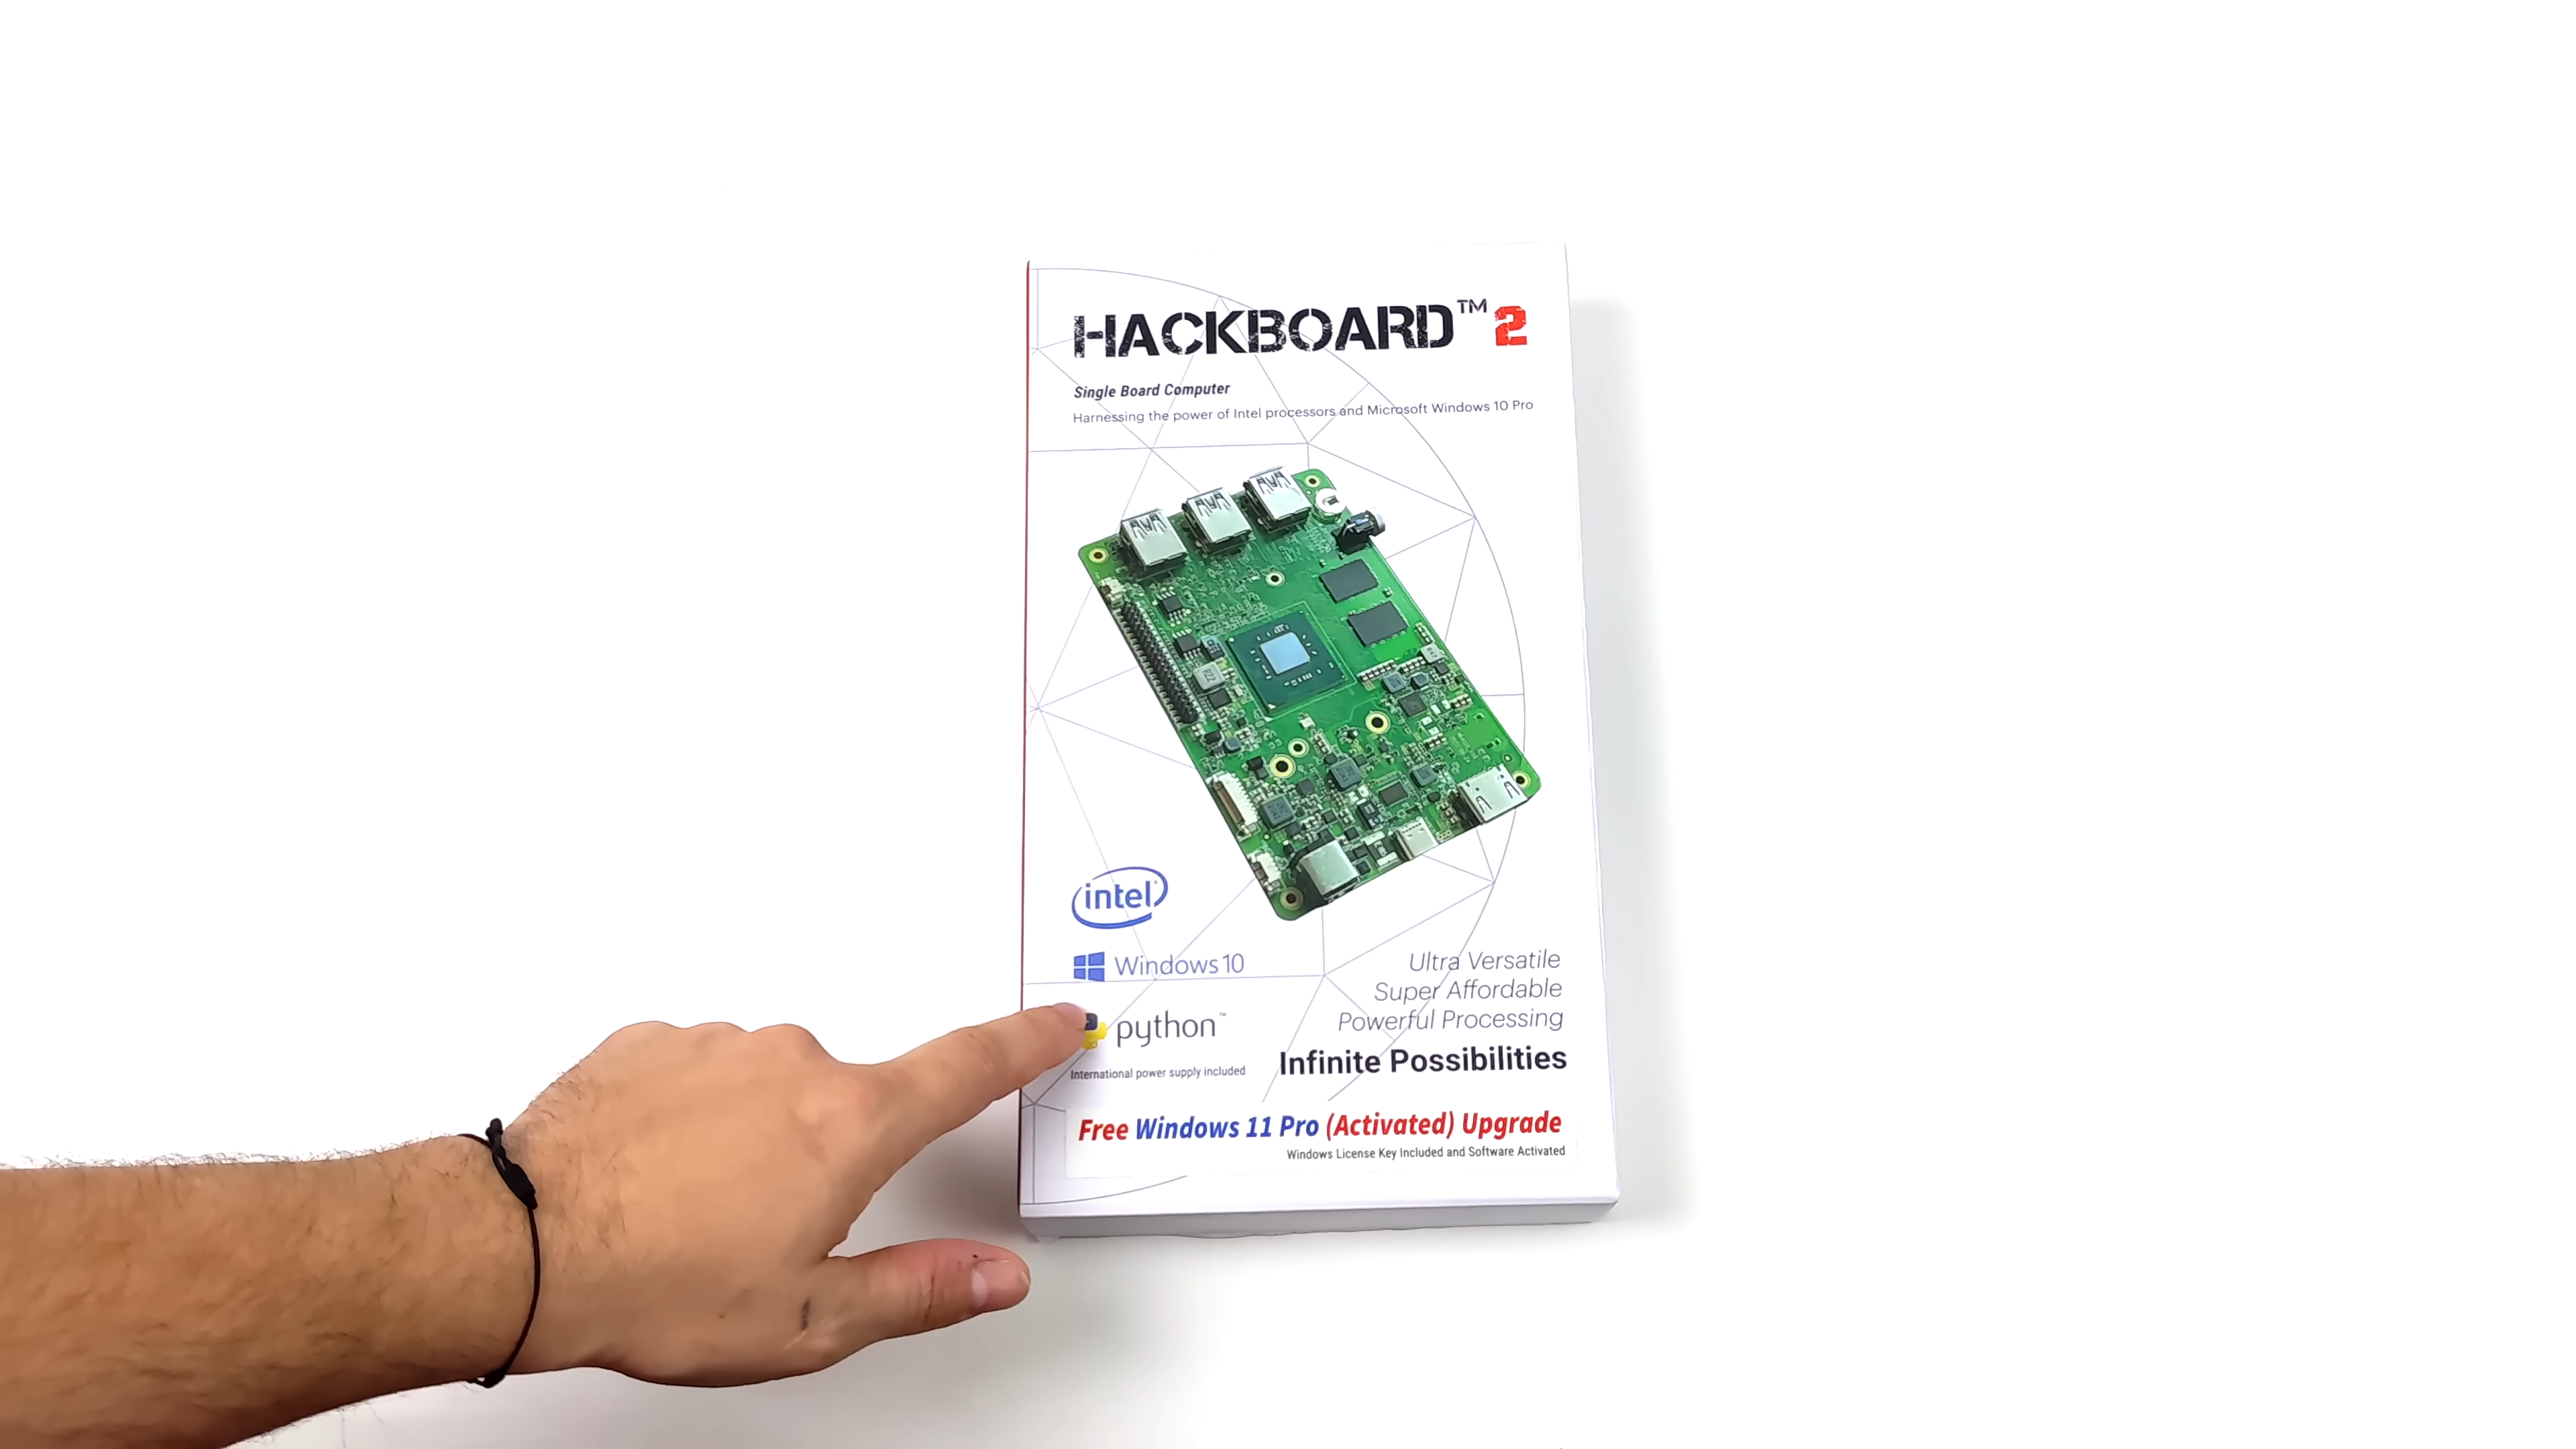 HACKBOARD™ 2
Single Board Computer
Harnessing the power of Intel processors and Microsoft Windows 10 Pro
intel
Windows 10
python™
International power supply included
Ultra Versatile
Super Affordable
Powerful Processing
Infinite Possibilities
Free Windows 11 Pro (Activated) Upgrade
Windows License Key Included and Software Activated